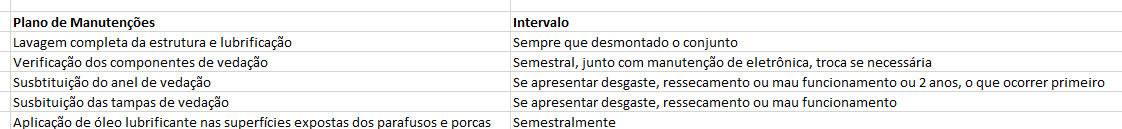 Plano de Manutenções Intervalo
Lavagem completa da estrutura e lubrificação Sempre que desmontado o conjunto
Verificação dos componentes de vedação Semestral, junto com manutenção de eletrônica, troca se necessária
Susbtituição do anel de vedação Se apresentar desgaste, ressecamento ou mau funcionamento ou 2 anos, o que ocorrer primeiro
Susbituição das tampas de vedação Se apresentar desgaste, ressecamento ou mau funcionamento
Aplicação de óleo lubrificante nas superfícies expostas dos parafusos e porcas Semestralmente